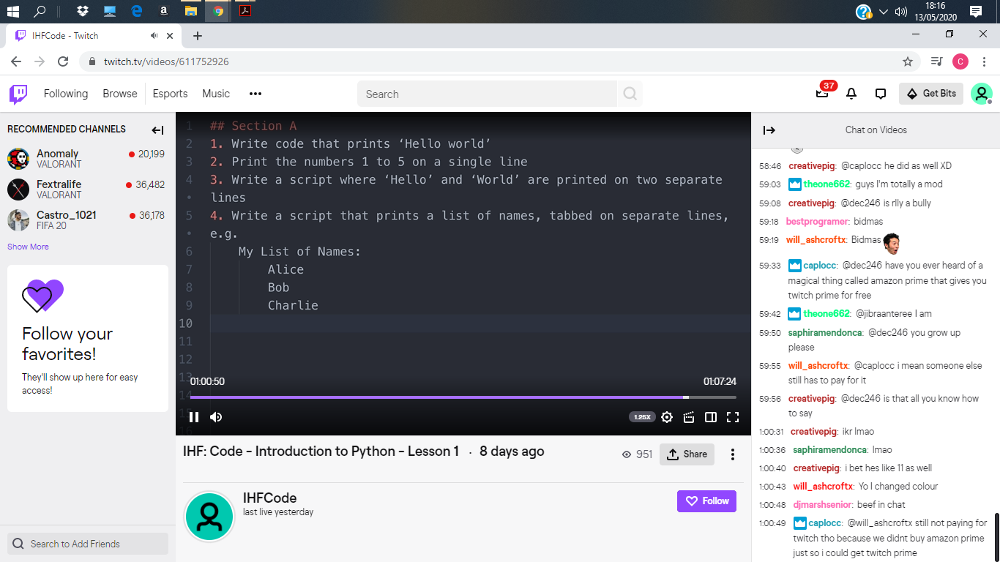 18:16
13/05/2020
IHFCode - Twitch
twitch.tv/videos/611752926
C
Following
Browse
Esports
Music
Search
37
Get Bits
RECOMMENDED CHANNELS
Anomaly
20,199
VALORANT
Fextralife
36,482
VALORANT
Castro_1021
36,178
FIFA 20
Show More
Follow your
favorites!
They'll show up here for easy
access!
Search to Add Friends
1 ## Section A
2 1. Write code that prints ‘Hello world’
3 2. Print the numbers 1 to 5 on a single line
4 3. Write a script where ‘Hello’ and ‘World’ are printed on two separate
• lines
5 4. Write a script that prints a list of names, tabbed on separate lines,
• e.g.
6 My List of Names:
7 Alice
8 Bob
9 Charlie
10
11
12
13
14
15
16
01:00:50
01:07:24
1.25X
IHF: Code - Introduction to Python - Lesson 1 · 8 days ago
951
Share
IHFCode
last live yesterday
Follow
Chat on Videos
58:46 creativepig: @caplocc he did as well XD
59:03 theone662: guys I'm totally a mod
59:08 creativepig: @dec246 is rlly a bully
59:18 bestprogramer: bidmas
59:19 will_ashcroftx: Bidmas
59:33 caplocc: @dec246 have you ever heard of a
magical thing called amazon prime that gives you
twitch prime for free
59:42 theone662: @jibraanteree I am
59:50 saphiramendonca: @dec246 you grow up
please
59:55 will_ashcroftx: @caplocc i mean someone else
still has to pay for it
59:56 creativepig: @dec246 is that all you know how
to say
1:00:31 creativepig: ikr lmao
1:00:36 saphiramendonca: lmao
1:00:40 creativepig: i bet hes like 11 as well
1:00:43 will_ashcroftx: Yo I changed colour
1:00:48 djmarshsenior: beef in chat
1:00:49 caplocc: @will_ashcroftx still not paying for
twitch tho because we didnt buy amazon prime
just so i could get twitch prime